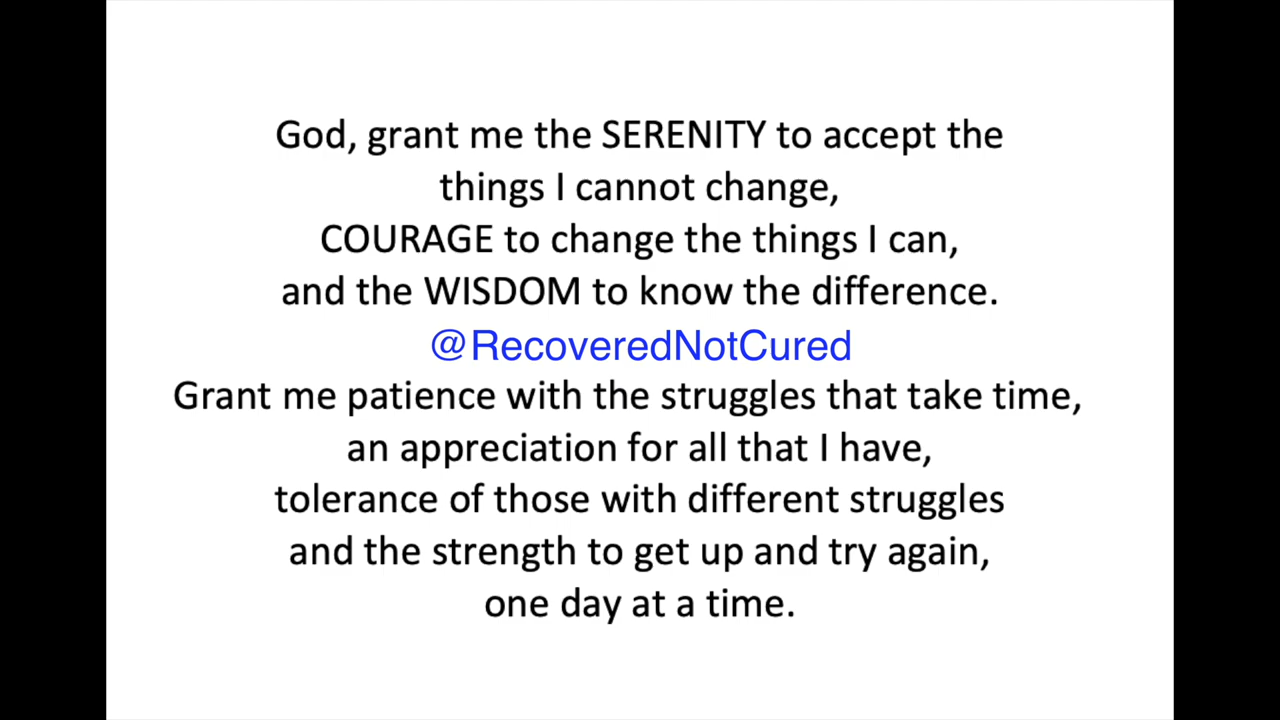 God, grant me the SERENITY to accept the
things I cannot change,
COURAGE to change the things I can,
and the WISDOM to know the difference.
@RecoveredNotCured
Grant me patience with the struggles that take time,
an appreciation for all that I have,
tolerance of those with different struggles
and the strength to get up and try again,
one day at a time.